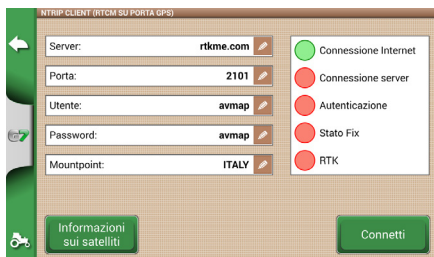 NTRIP CLIENT (RTCM SU PORTA GPS)
Server: rtkme.com
Porta: 2101
Utente: avmap
Password: avmap
Mountpoint: ITALY
Connessione Internet
Connessione server
Autenticazione
Stato Fix
RTK
Informazioni
sui satelliti
Connetti